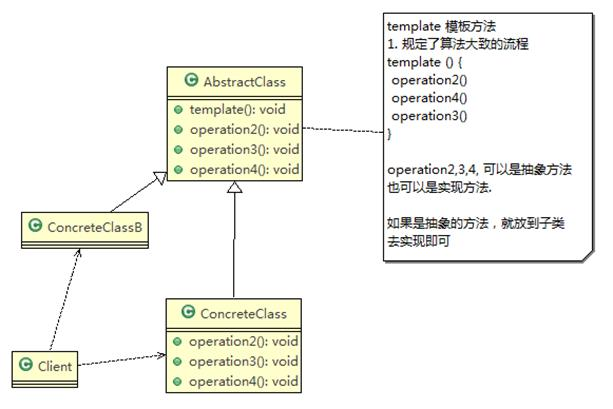 AbstractClass
template(): void
operation2(): void
operation3(): void
operation4(): void
template 模板方法
1. 规定了算法大致的流程
template () {
operation2()
operation4()
operation3()
}
operation2,3,4, 可以是抽象方法
也可以是实现方法.
如果是抽象的方法，就放到子类
去实现即可
ConcreteClassB
ConcreteClass
operation2(): void
operation3(): void
operation4(): void
Client